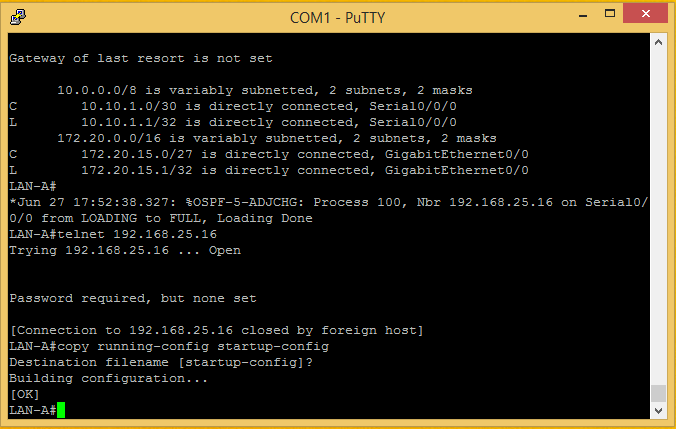 COM1 - PuTTY
Gateway of last resort is not set
10.0.0.0/8 is variably subnetted, 2 subnets, 2 masks
C        10.10.1.0/30 is directly connected, Serial0/0/0
L        10.10.1.1/32 is directly connected, Serial0/0/0
172.20.0.0/16 is variably subnetted, 2 subnets, 2 masks
C        172.20.15.0/27 is directly connected, GigabitEthernet0/0
L        172.20.15.1/32 is directly connected, GigabitEthernet0/0
LAN-A#
*Jun 27 17:52:38.327: %OSPF-5-ADJCHG: Process 100, Nbr 192.168.25.16 on Serial0/
0/0 from LOADING to FULL, Loading Done
LAN-A#telnet 192.168.25.16
Trying 192.168.25.16 ... Open
Password required, but none set
[Connection to 192.168.25.16 closed by foreign host]
LAN-A#copy running-config startup-config
Destination filename [startup-config]?
Building configuration...
[OK]
LAN-A#